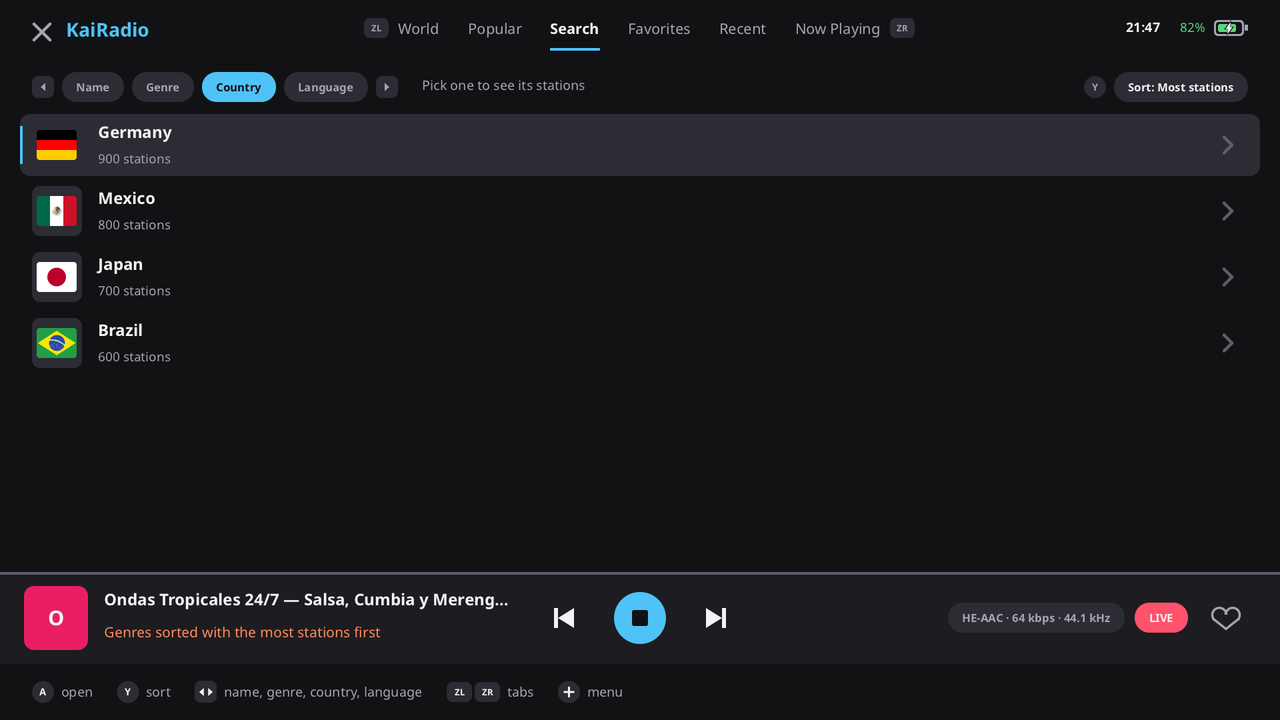 KaiRadio
ZL World Popular Search Favorites Recent Now Playing ZR
21:47 82%
Name Genre Country Language Pick one to see its stations
Y Sort: Most stations
Germany
900 stations
Mexico
800 stations
Japan
700 stations
Brazil
600 stations
O
Ondas Tropicales 24/7 — Salsa, Cumbia y Mereng...
Genres sorted with the most stations first
HE-AAC · 64 kbps · 44.1 kHz LIVE
A open Y sort name, genre, country, language ZL ZR tabs menu